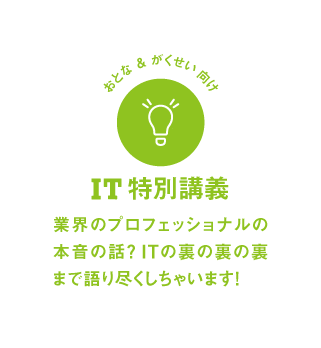 おとな & がくせい 向け
IT 特別講義
業界のプロフェッショナルの
本音の話？ITの裏の裏の裏
まで語り尽くしちゃいます！